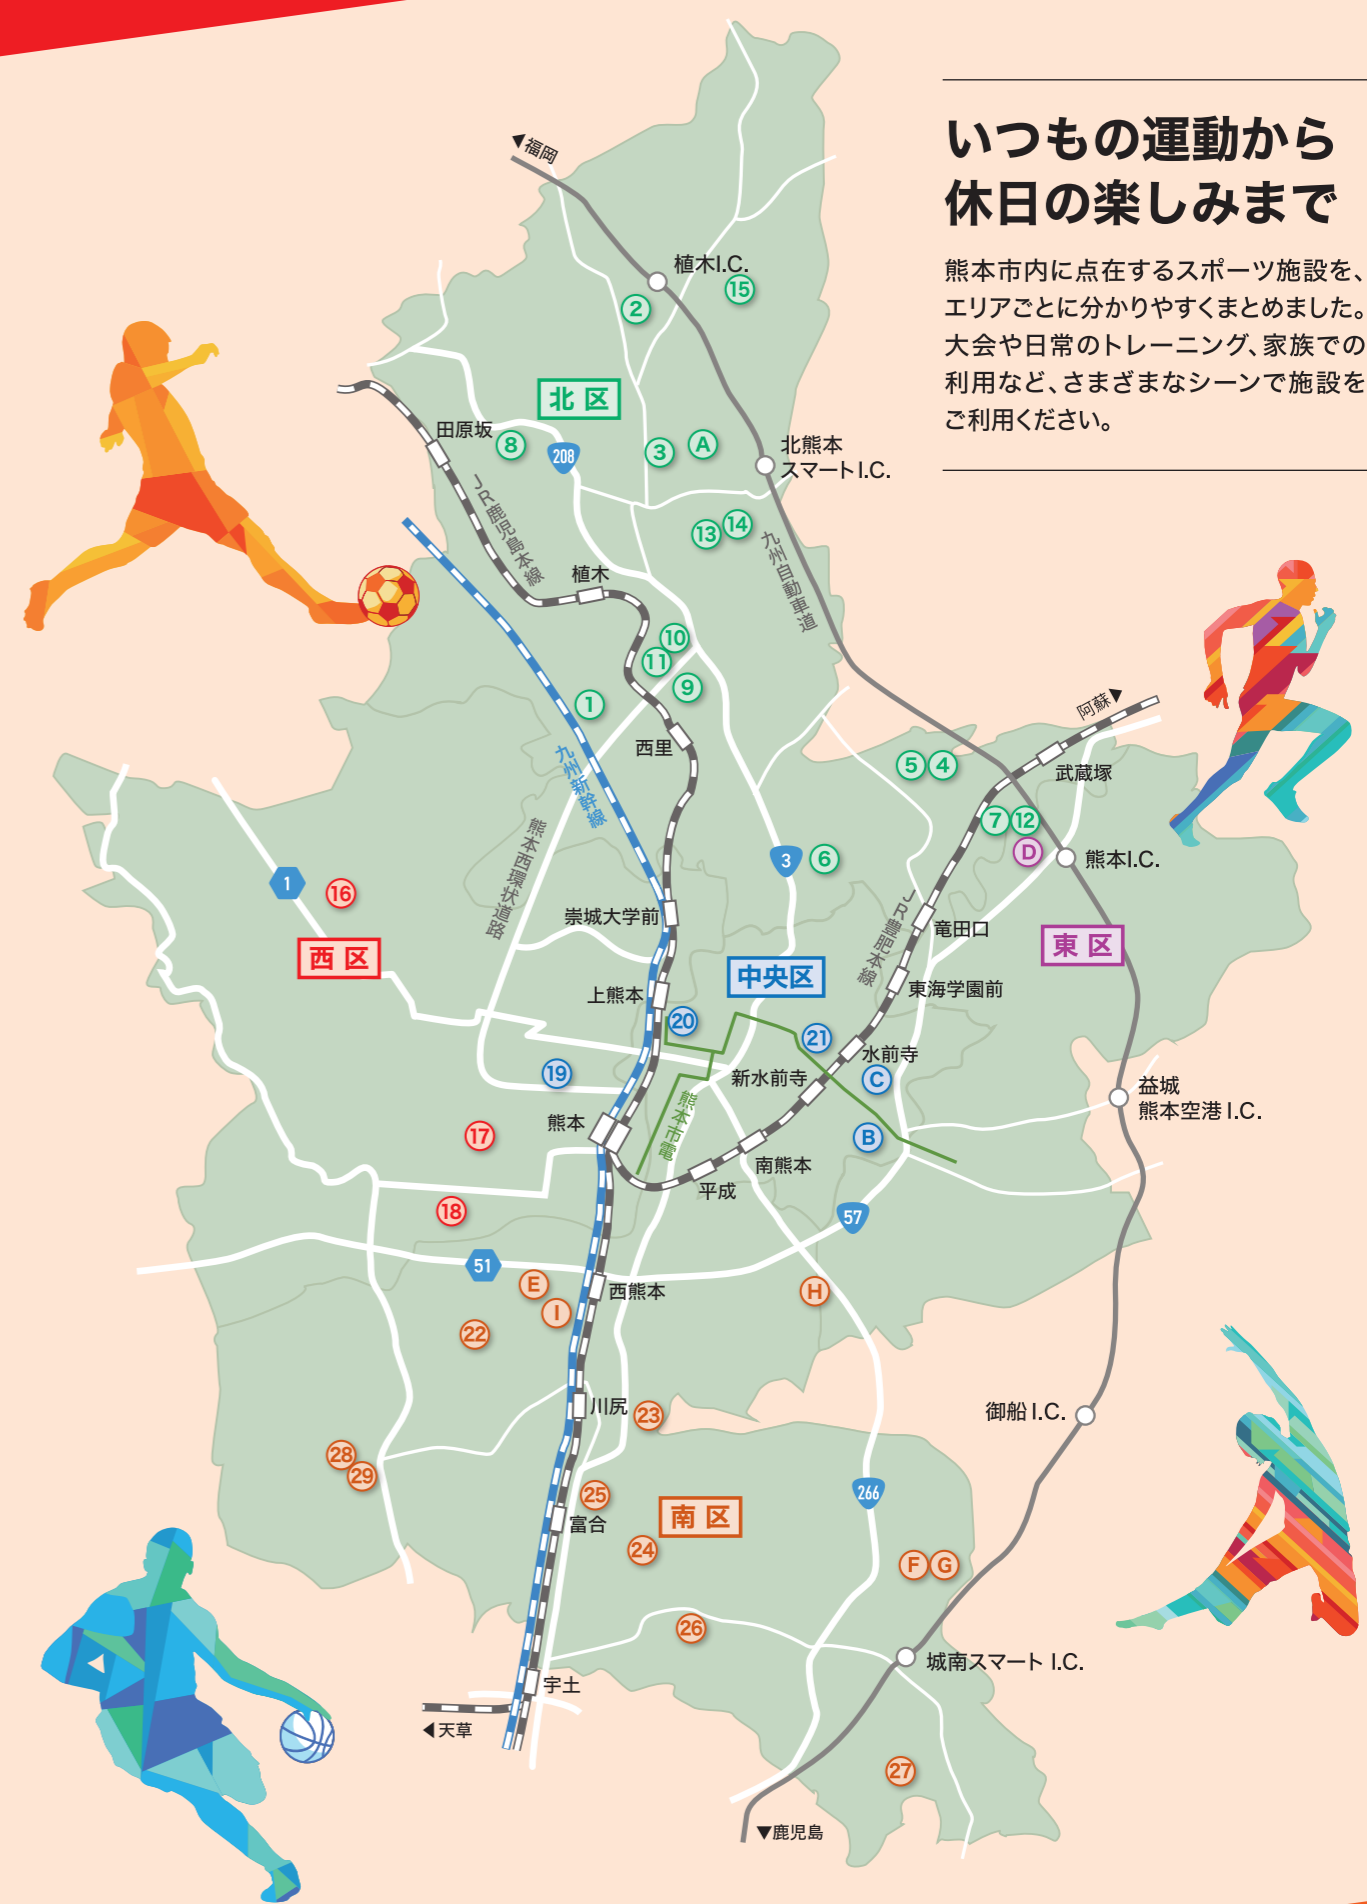 いつもの運動から
休日の楽しみまで
熊本市内に点在するスポーツ施設を、
エリアごとに分かりやすくまとめました。
大会や日常のトレーニング、家族での
利用など、さまざまなシーンで施設を
ご利用ください。
▼福岡
植木I.C.
2
15
北区
田原坂
8
208
3
A
北熊本
スマートI.C.
JR鹿児島本線
13
14
九州自動車道
植木
10
11
9
1
西里
九州新幹線
阿蘇▼
武蔵塚
5
4
7
12
D
熊本I.C.
3
6
熊本西環状道路
1
16
西区
崇城大学前
JR豊肥本線
竜田口
東区
中央区
上熊本
東海学園前
20
21
水前寺
新水前寺
C
19
熊本市電
熊本
B
益城
熊本空港I.C.
17
南熊本
平成
18
57
51
E
I
西熊本
H
22
川尻
23
御船I.C.
28
29
25
富合
南区
266
24
F
G
26
城南スマート I.C.
宇土
◀天草
27
▼鹿児島